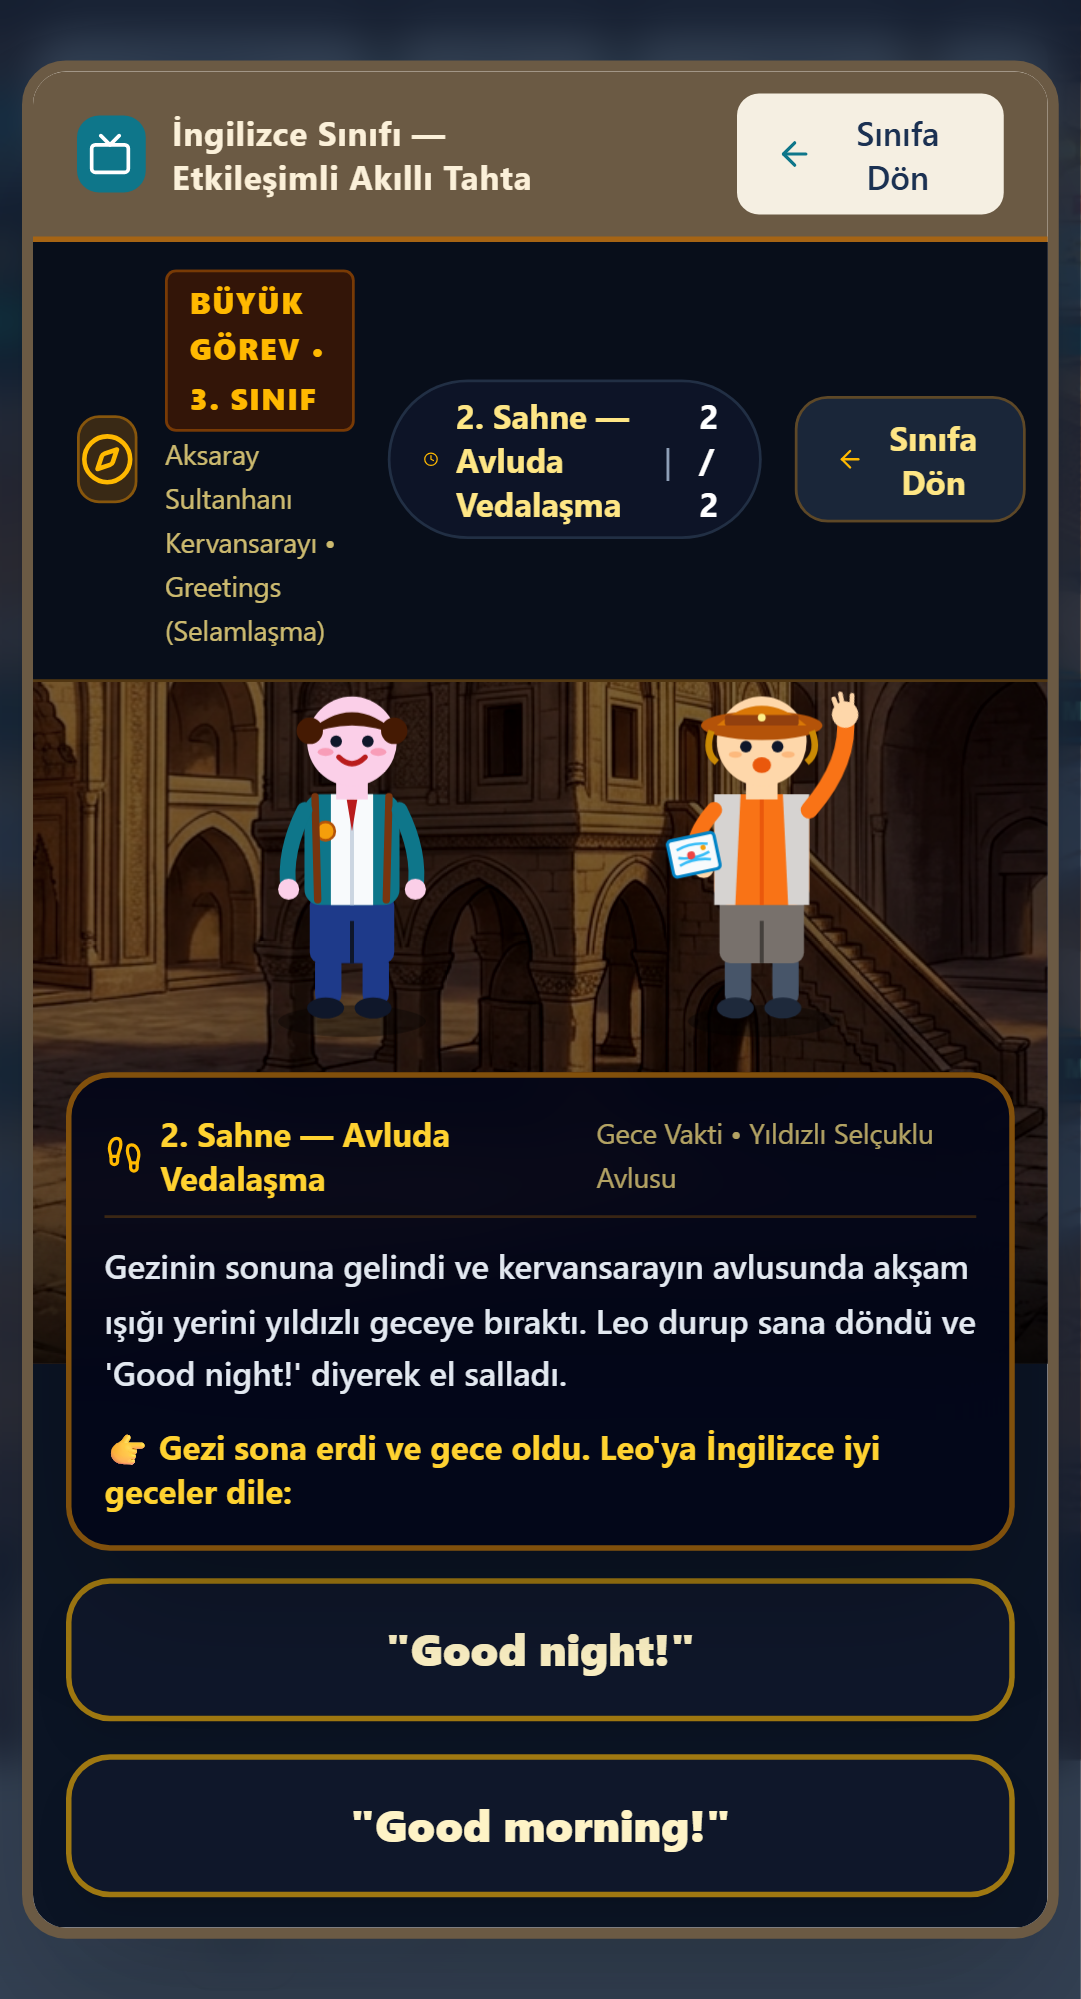 İngilizce Sınıfı —
Etkileşimli Akıllı Tahta
Sınıfa
Dön
BÜYÜK
GÖREV •
3. SINIF
Aksaray
Sultanhanı
Kervansarayı •
Greetings
(Selamlaşma)
2. Sahne —
Avluda
Vedalaşma
|
2
/
2
Sınıfa
Dön
2. Sahne — Avluda
Vedalaşma
Gece Vakti • Yıldızlı Selçuklu
Avlusu
Gezinin sonuna gelindi ve kervansarayın avlusunda akşam
ışığı yerini yıldızlı geceye bıraktı. Leo durup sana döndü ve
'Good night!' diyerek el salladı.
👉 Gezi sona erdi ve gece oldu. Leo'ya İngilizce iyi
geceler dile:
"Good night!"
"Good morning!"